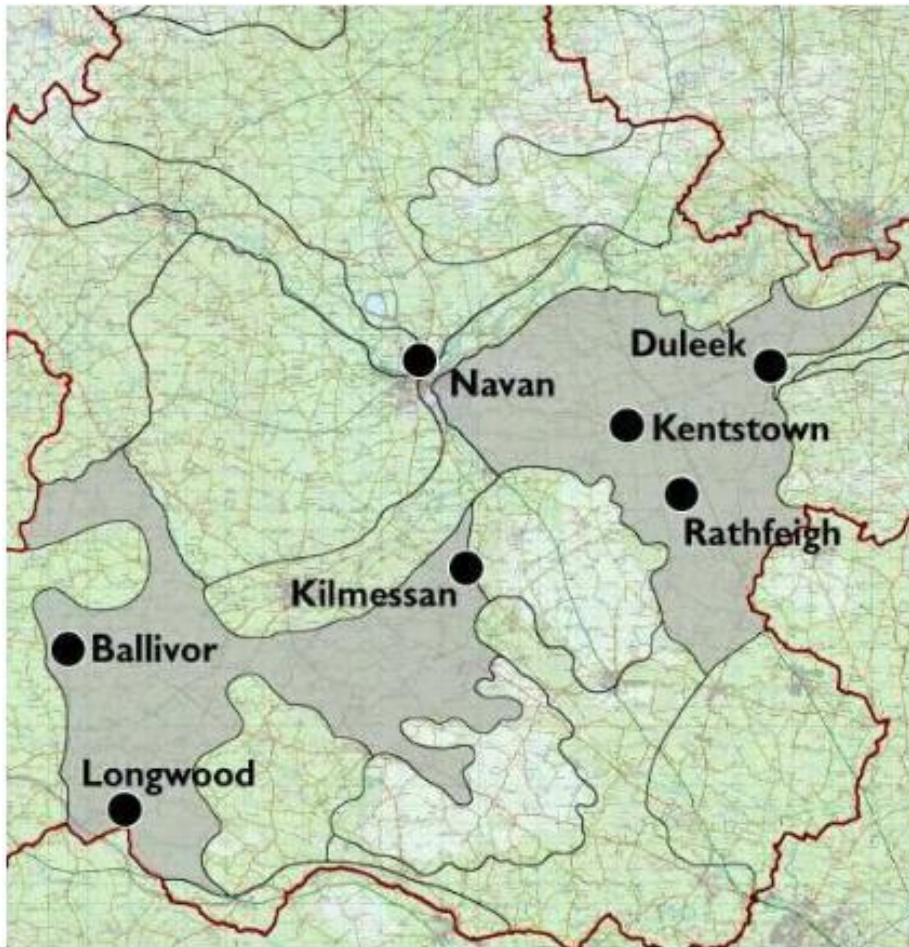 Duleek
Navan
Kentstown
Rathfeigh
Kilmessan
Ballivor
Longwood